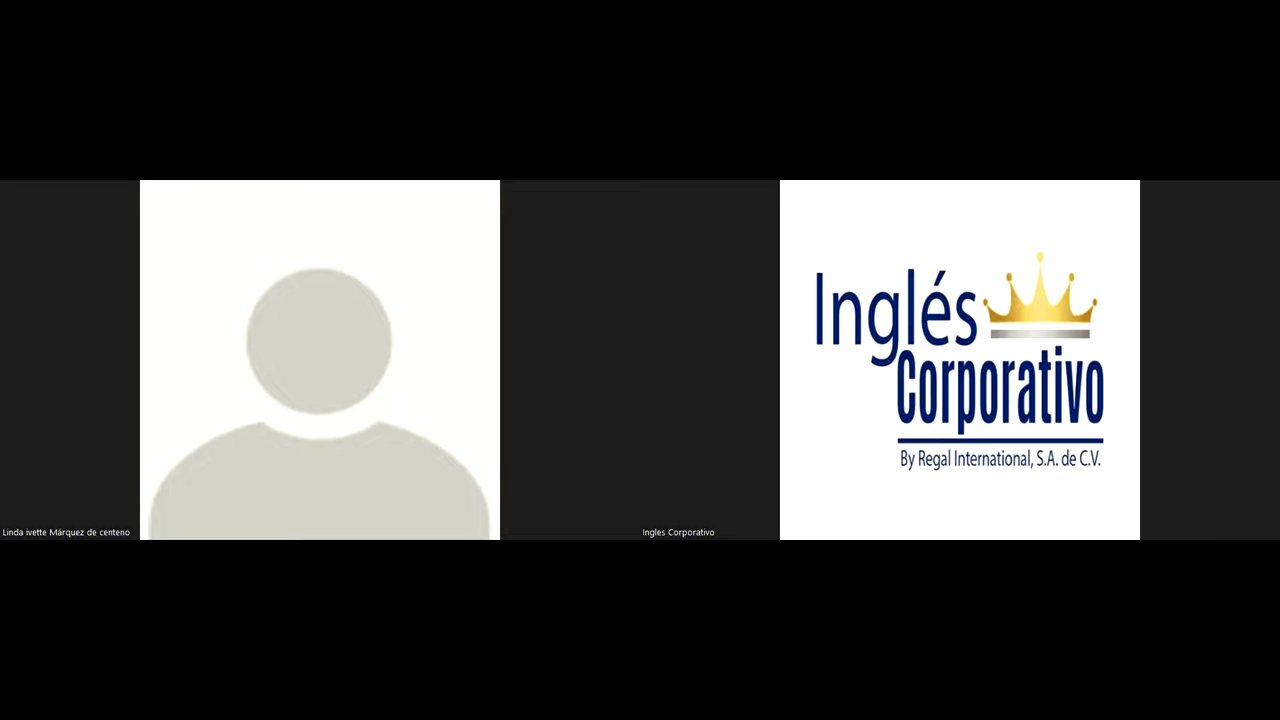 Inglés
Corporativo
By Regal International, S.A. de C.V.
Linda ivette Márquez de centeno
Ingles Corporativo